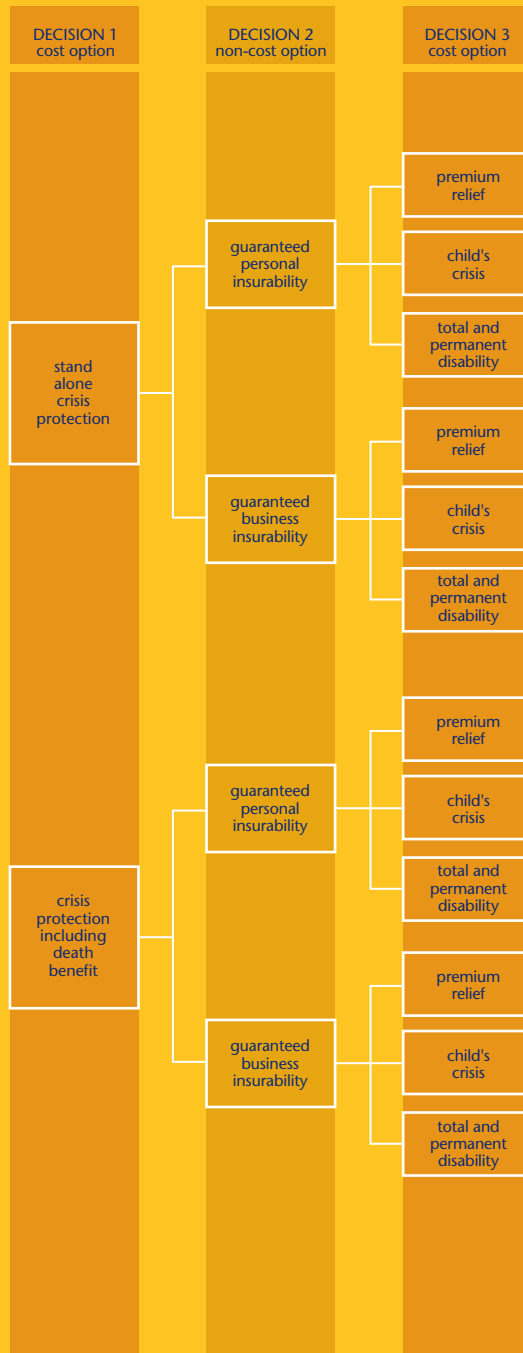 DECISION 1
cost option
DECISION 2
non-cost option
DECISION 3
cost option
stand
alone
crisis
protection
guaranteed
personal
insurability
premium
relief
child's
crisis
total and
permanent
disability
guaranteed
business
insurability
premium
relief
child's
crisis
total and
permanent
disability
crisis
protection
including
death
benefit
guaranteed
personal
insurability
premium
relief
child's
crisis
total and
permanent
disability
guaranteed
business
insurability
premium
relief
child's
crisis
total and
permanent
disability